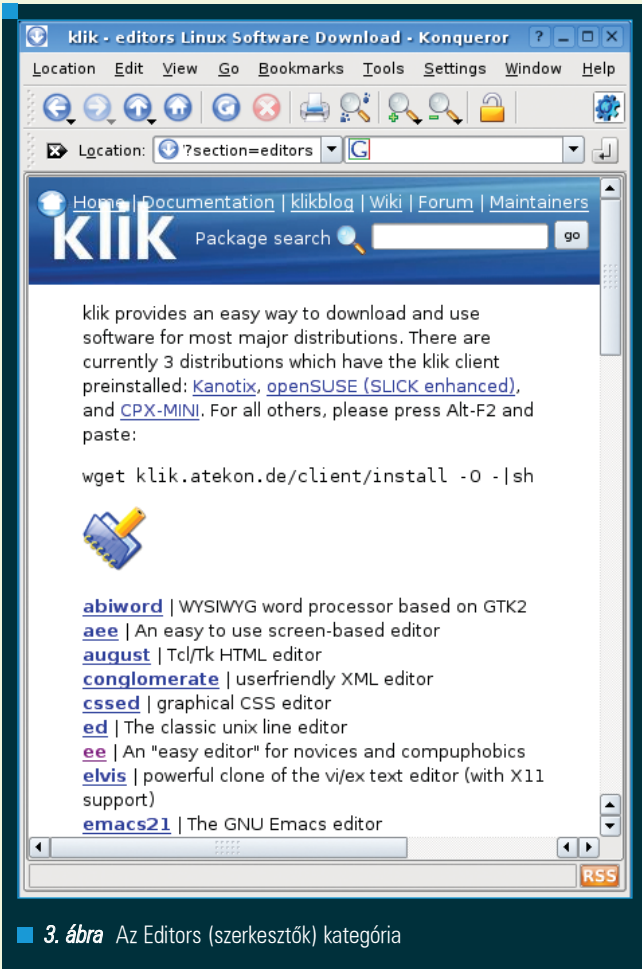 klik - editors Linux Software Download - Konqueror
Location Edit View Go Bookmarks Tools Settings Window Help
Location: '?section=editors G
Home | Documentation | klikblog | Wiki | Forum | Maintainers
klik Package search go
klik provides an easy way to download and use
software for most major distributions. There are
currently 3 distributions which have the klik client
preinstalled: Kanotix, openSUSE (SLICK enhanced),
and CPX-MINI. For all others, please press Alt-F2 and
paste:
wget klik.atekon.de/client/install -O -|sh
abiword | WYSIWYG word processor based on GTK2
aee | An easy to use screen-based editor
august | Tcl/Tk HTML editor
conglomerate | userfriendly XML editor
cssed | graphical CSS editor
ed | The classic unix line editor
ee | An "easy editor" for novices and compuphobics
elvis | powerful clone of the vi/ex text editor (with X11
support)
emacs21 | The GNU Emacs editor
RSS
3. ábra Az Editors (szerkesztők) kategória